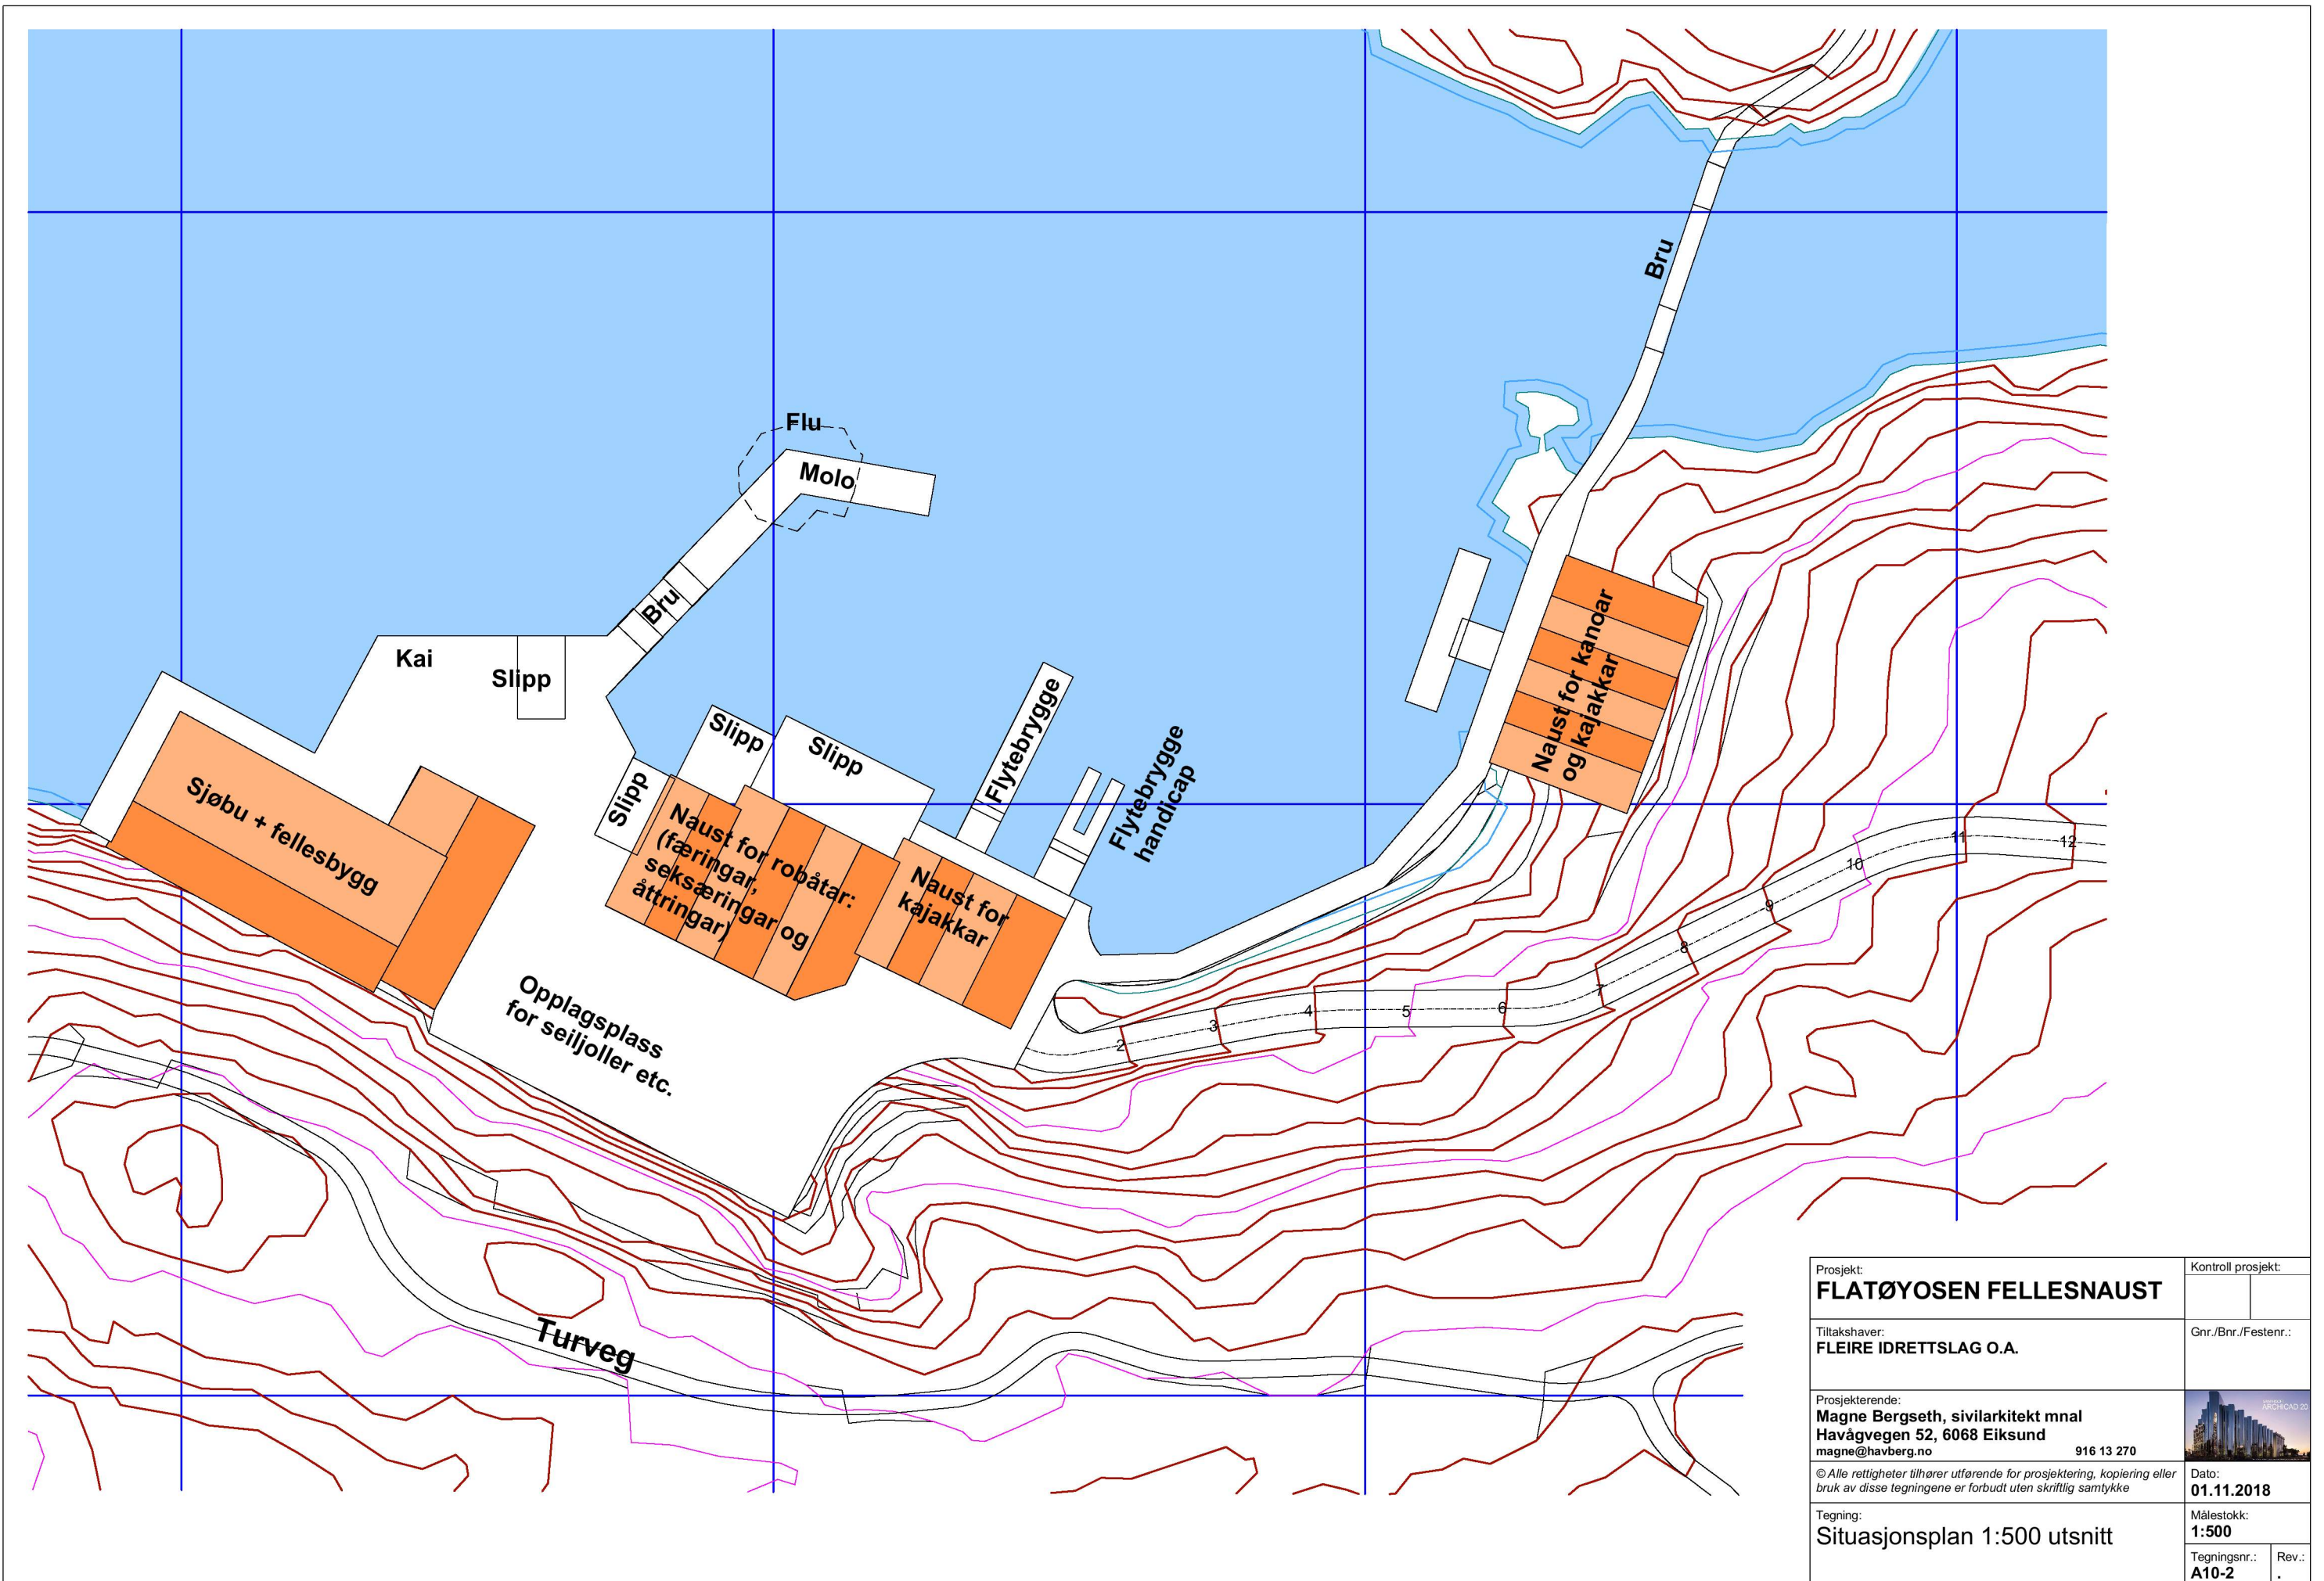 Flu
Molo
Bru
Bru
Kai
Slipp
Slipp
Slipp
Slipp
Flytebrygge
Flytebrygge
handicap
Naust for kanoar
og kajakkar
Sjøbu + fellesbygg
Naust for robåtar:
(færingar,
seksæringar og
åttringar)
Naust for
kajakkar
Opplagsplass
for seiljoller etc.
2
3
4
5
6
7
8
9
10
11
12
Turveg
Prosjekt:
FLATØYOSEN FELLESNAUST
Kontroll prosjekt:
Tiltakshaver:
FLEIRE IDRETTSLAG O.A.
Gnr./Bnr./Festenr.:
Prosjekterende:
Magne Bergseth, sivilarkitekt mnal
Havågvegen 52, 6068 Eiksund
magne@havberg.no 916 13 270
ARCHICAD 20
© Alle rettigheter tilhører utførende for prosjektering, kopiering eller
bruk av disse tegningene er forbudt uten skriftlig samtykke
Dato:
01.11.2018
Tegning:
Situasjonsplan 1:500 utsnitt
Målestokk:
1:500
Tegningsnr.:
A10-2
Rev.:
.